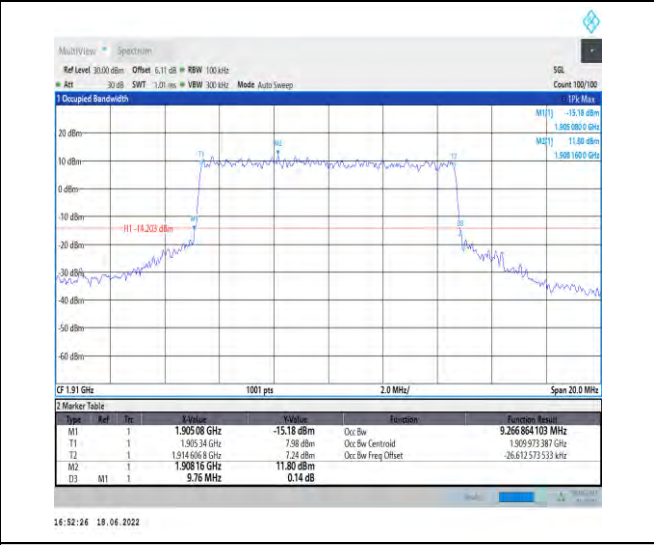 MultiView Spectrum
Ref Level 30.00 dBm Offset 6.11 dB RBW 100 kHz SGL
Att 30 dB SWT 1.01 ms VBW 300 kHz Mode Auto Sweep Count 100/100
1 Occupied Bandwidth 1Pk Max
M1[1] -15.18 dBm
1.905 080 0 GHz
20 dBm
M2[1] 11.80 dBm
1.908 160 0 GHz
M2
T1
T2
10 dBm
0 dBm
-10 dBm
M1
H1 -14.203 dBm
D3
-20 dBm
-30 dBm
-40 dBm
-50 dBm
-60 dBm
CF 1.91 GHz 1001 pts 2.0 MHz/ Span 20.0 MHz
2 Marker Table
Type Ref Trc X-Value Y-Value Function Function Result
M1 1 1.905 08 GHz -15.18 dBm Occ Bw 9.266 864 103 MHz
T1 1 1.905 34 GHz 7.98 dBm Occ Bw Centroid 1.909 973 387 GHz
T2 1 1.914 606 8 GHz 7.24 dBm Occ Bw Freq Offset -26.612 573 533 kHz
M2 1 1.908 16 GHz 11.80 dBm
D3 M1 1 9.76 MHz 0.14 dB
16:52:26 18.06.2022